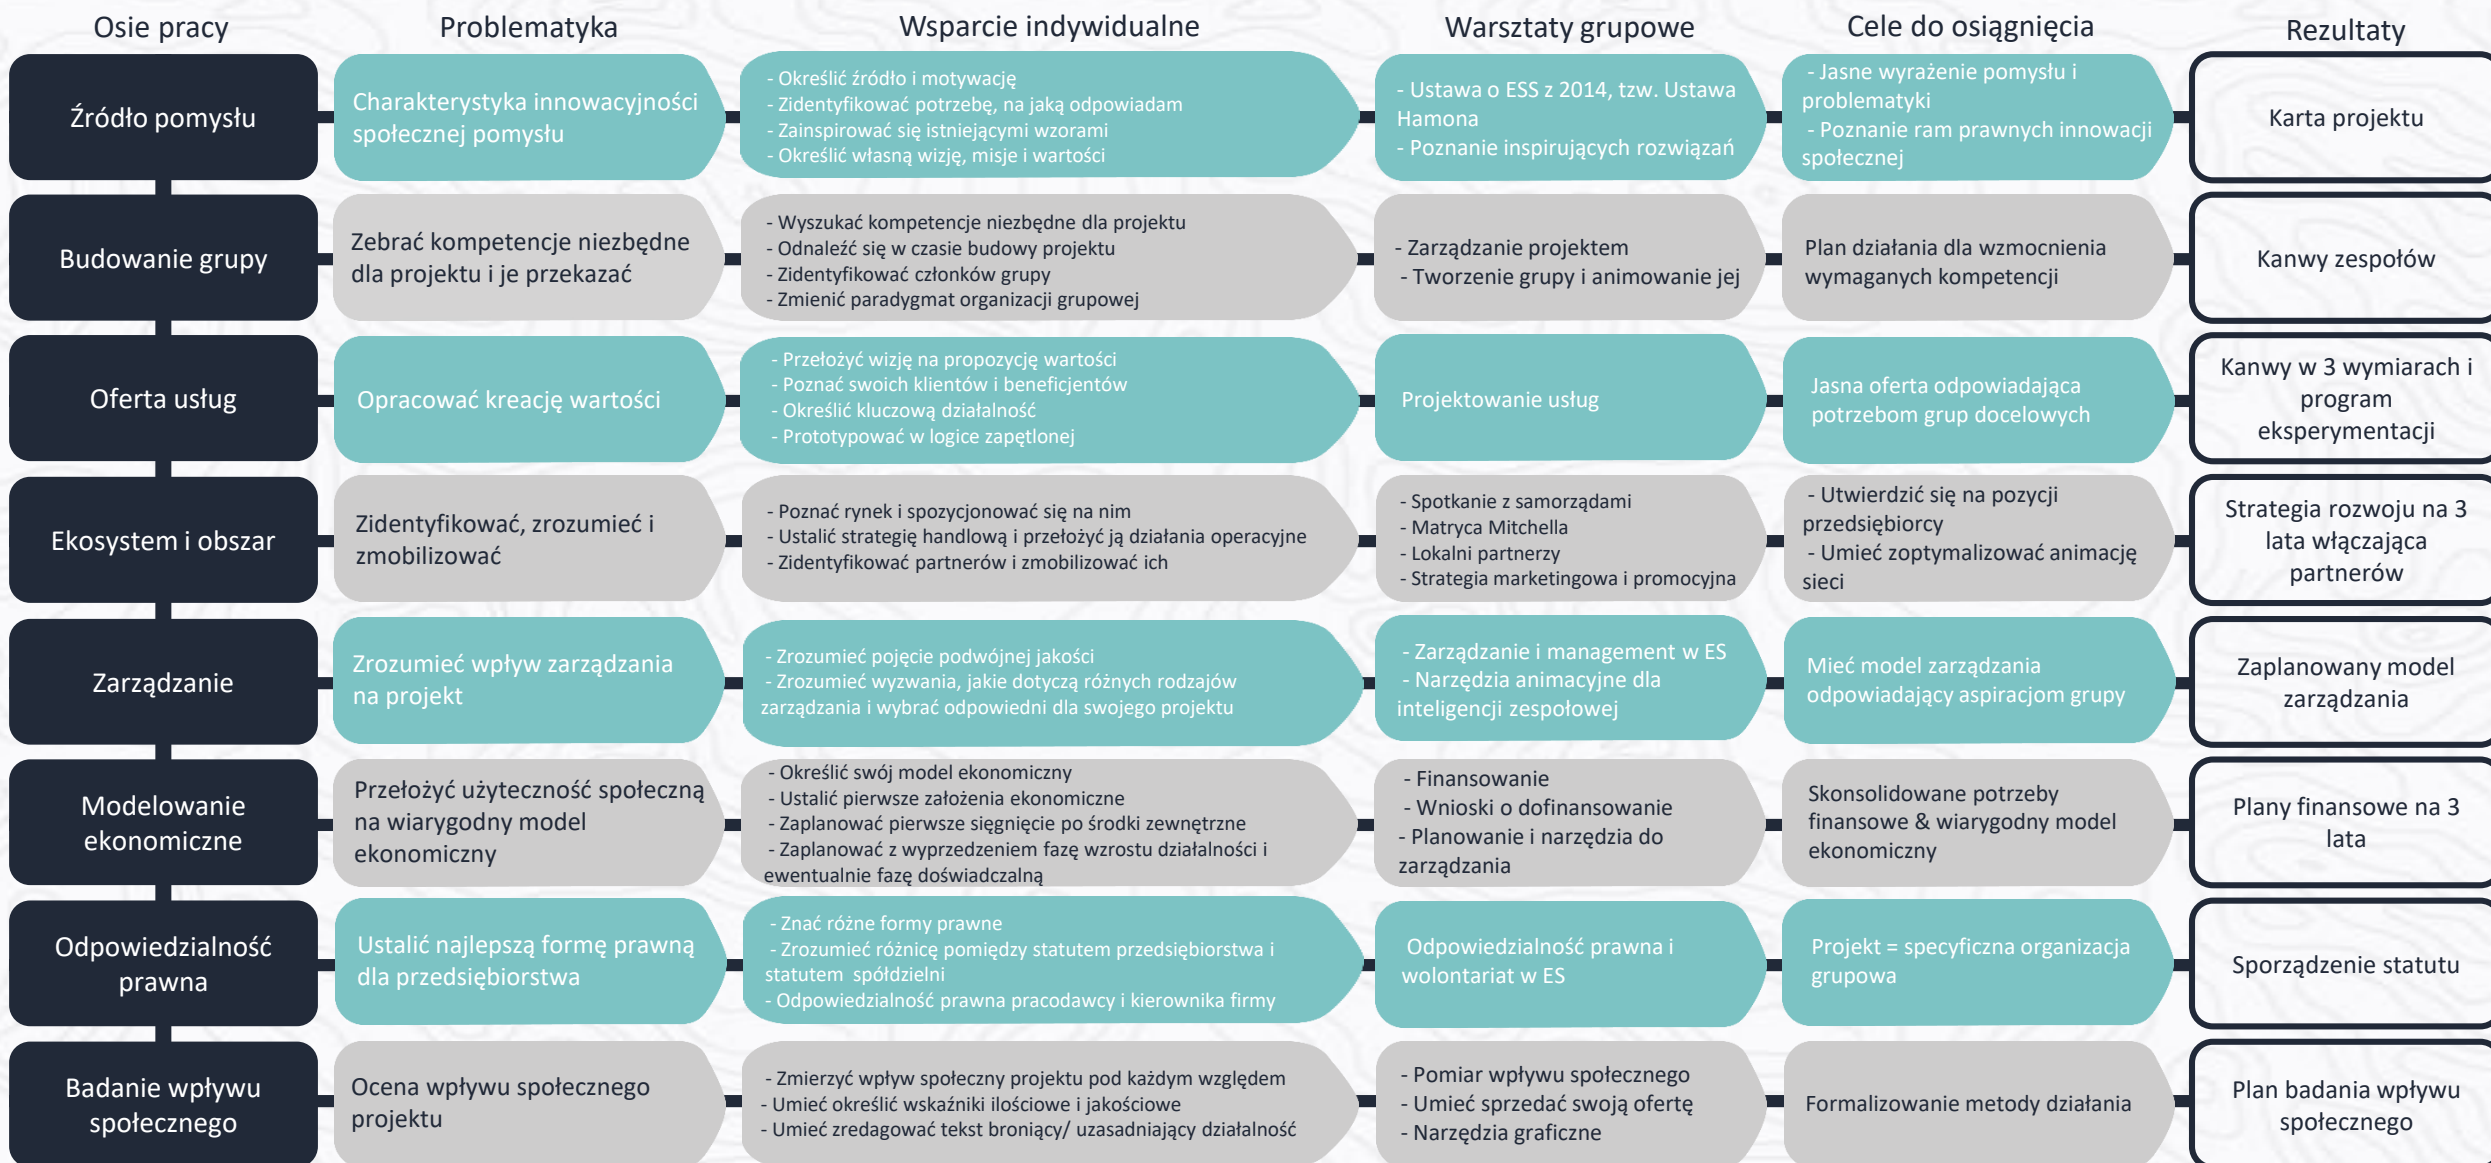 Osie pracy
Problematyka
Wsparcie indywidualne
Warsztaty grupowe
Cele do osiągnięcia
Rezultaty
Źródło pomysłu
Charakterystyka innowacyjności
społecznej pomysłu
- Określić źródło i motywację
- Zidentyfikować potrzebę, na jaką odpowiadam
- Zainspirować się istniejącymi wzorami
- Określić własną wizję, misje i wartości
- Ustawa o ESS z 2014, tzw. Ustawa
Hamona
- Poznanie inspirujących rozwiązań
- Jasne wyrażenie pomysłu i
problematyki
- Poznanie ram prawnych innowacji
społecznej
Karta projektu
Budowanie grupy
Zebrać kompetencje niezbędne
dla projektu i je przekazać
- Wyszukać kompetencje niezbędne dla projektu
- Odnaleźć się w czasie budowy projektu
- Zidentyfikować członków grupy
- Zmienić paradygmat organizacji grupowej
- Zarządzanie projektem
- Tworzenie grupy i animowanie jej
Plan działania dla wzmocnienia
wymaganych kompetencji
Kanwy zespołów
Oferta usług
Opracować kreację wartości
- Przełożyć wizję na propozycję wartości
- Poznać swoich klientów i beneficjentów
- Określić kluczową działalność
- Prototypować w logice zapętlonej
Projektowanie usług
Jasna oferta odpowiadająca
potrzebom grup docelowych
Kanwy w 3 wymiarach i
program
eksperymentacji
Ekosystem i obszar
Zidentyfikować, zrozumieć i
zmobilizować
- Poznać rynek i spozycjonować się na nim
- Ustalić strategię handlową i przełożyć ją działania operacyjne
- Zidentyfikować partnerów i zmobilizować ich
- Spotkanie z samorządami
- Matryca Mitchella
- Lokalni partnerzy
- Strategia marketingowa i promocyjna
- Utwierdzić się na pozycji
przedsiębiorcy
- Umieć zoptymalizować animację
sieci
Strategia rozwoju na 3
lata włączająca
partnerów
Zarządzanie
Zrozumieć wpływ zarządzania
na projekt
- Zrozumieć pojęcie podwójnej jakości
- Zrozumieć wyzwania, jakie dotyczą różnych rodzajów
zarządzania i wybrać odpowiedni dla swojego projektu
- Zarządzanie i management w ES
- Narzędzia animacyjne dla
inteligencji zespołowej
Mieć model zarządzania
odpowiadający aspiracjom grupy
Zaplanowany model
zarządzania
Modelowanie
ekonomiczne
Przełożyć użyteczność społeczną
na wiarygodny model
ekonomiczny
- Określić swój model ekonomiczny
- Ustalić pierwsze założenia ekonomiczne
- Zaplanować pierwsze sięgnięcie po środki zewnętrzne
- Zaplanować z wyprzedzeniem fazę wzrostu działalności i
ewentualnie fazę doświadczalną
- Finansowanie
- Wnioski o dofinansowanie
- Planowanie i narzędzia do
zarządzania
Skonsolidowane potrzeby
finansowe & wiarygodny model
ekonomiczny
Plany finansowe na 3
lata
Odpowiedzialność
prawna
Ustalić najlepszą formę prawną
dla przedsiębiorstwa
- Znać różne formy prawne
- Zrozumieć różnicę pomiędzy statutem przedsiębiorstwa i
statutem spółdzielni
- Odpowiedzialność prawna pracodawcy i kierownika firmy
Odpowiedzialność prawna i
wolontariat w ES
Projekt = specyficzna organizacja
grupowa
Sporządzenie statutu
Badanie wpływu
społecznego
Ocena wpływu społecznego
projektu
- Zmierzyć wpływ społeczny projektu pod każdym względem
- Umieć określić wskaźniki ilościowe i jakościowe
- Umieć zredagować tekst broniący/ uzasadniający działalność
- Pomiar wpływu społecznego
- Umieć sprzedać swoją ofertę
- Narzędzia graficzne
Formalizowanie metody działania
Plan badania wpływu
społecznego